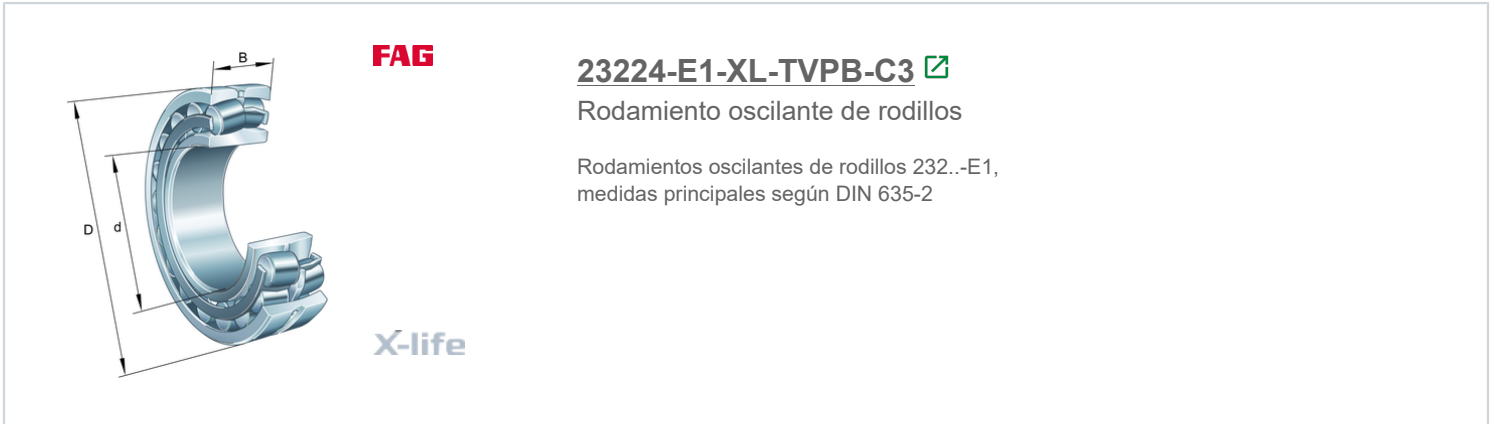 FAG
B
D
d
X-life
23224-E1-XL-TVPB-C3
Rodamiento oscilante de rodillos
Rodamientos oscilantes de rodillos 232..-E1,
medidas principales según DIN 635-2